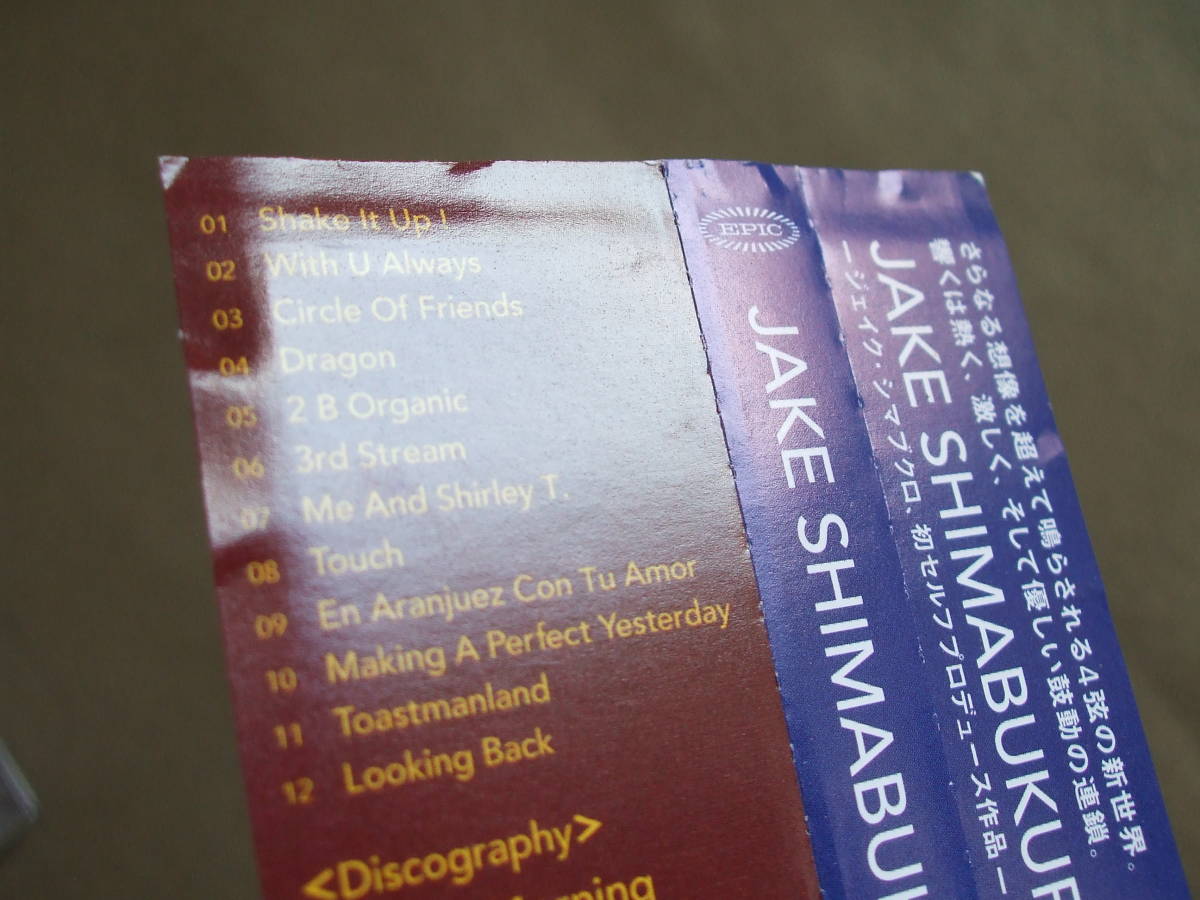 01 Shake It Up !
02 With U Always
03 Circle Of Friends
04 Dragon
05 2 B Organic
06 3rd Stream
07 Me And Shirley T.
08 Touch
09 En Aranjuez Con Tu Amor
10 Making A Perfect Yesterday
11 Toastmanland
12 Looking Back
<Discography>
EPIC
JAKE SHIMABU
さらなる想像を超えて鳴らされる4弦の新世界。
響くは熱く、激しく、そして優しい鼓動の連鎖。
JAKE SHIMABUKUR
ージェイク・シマブクロ、初セルフプロデュース作品ー